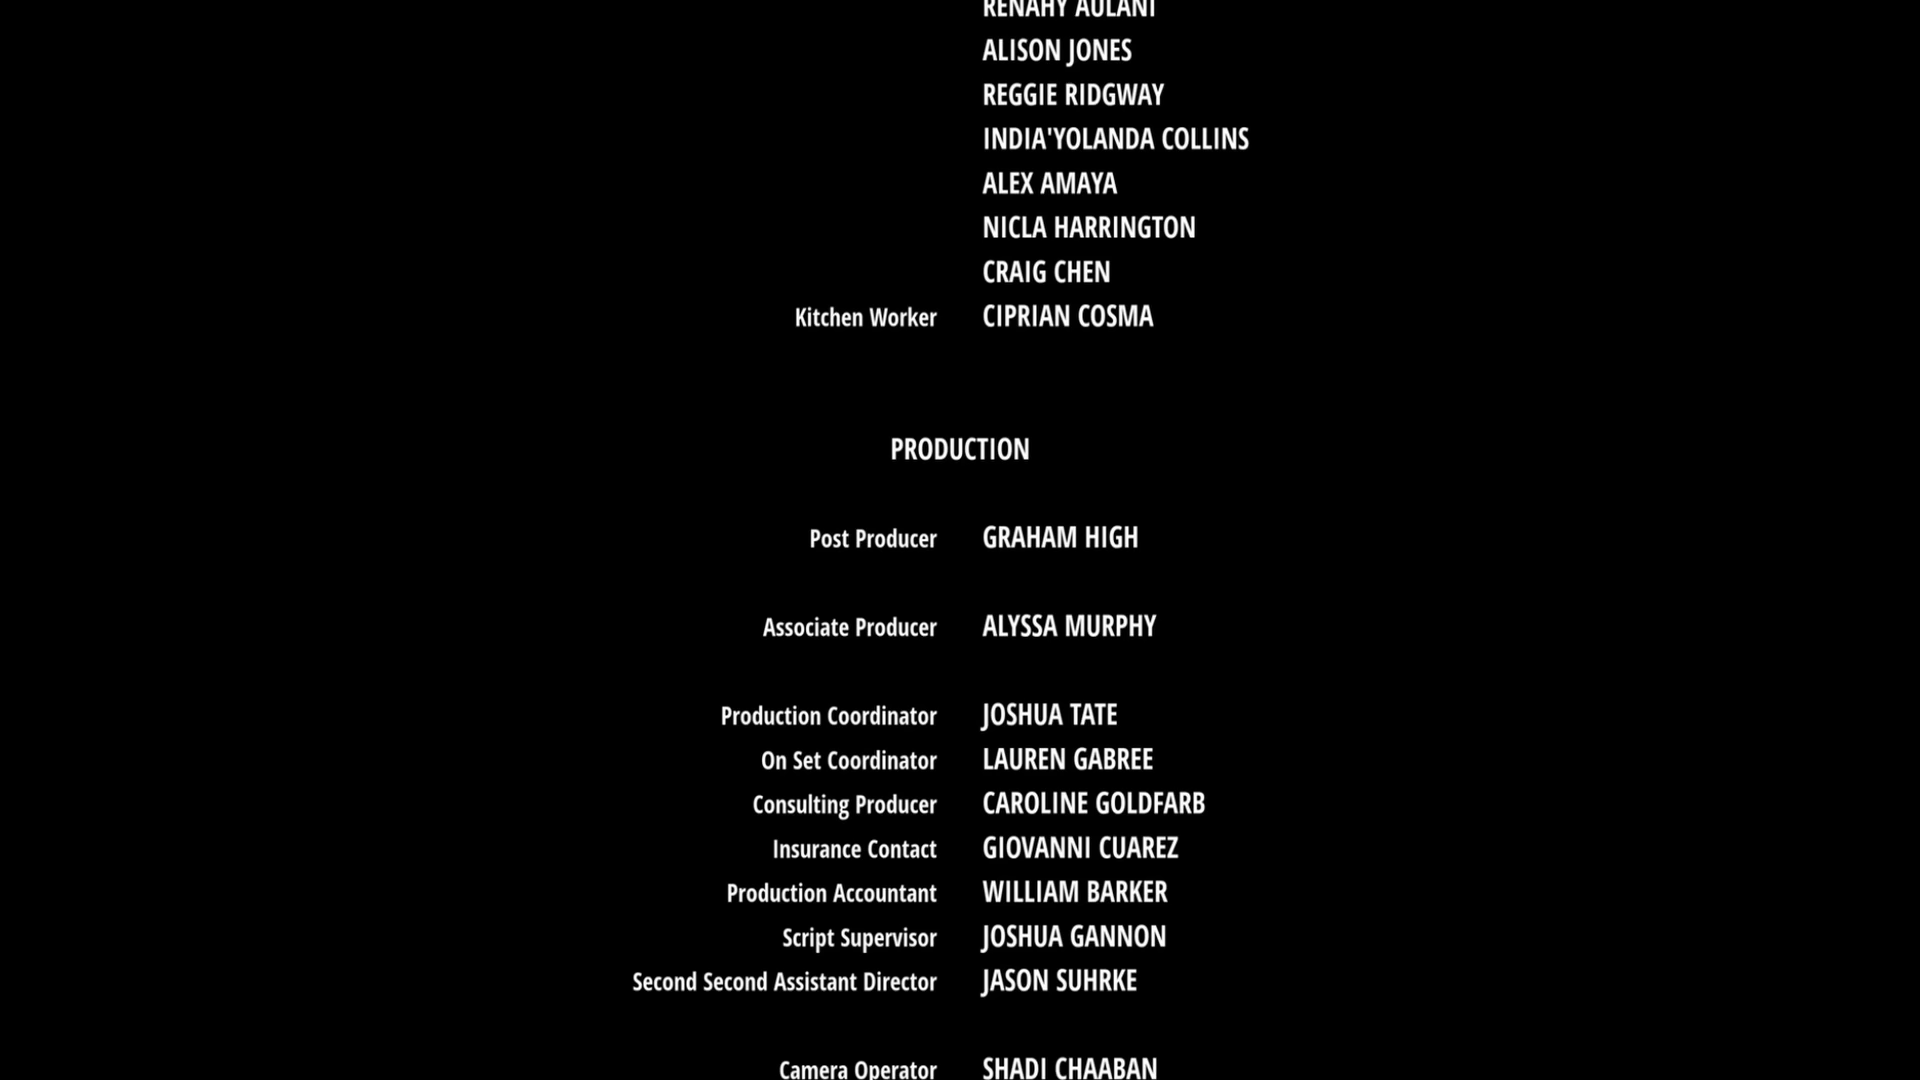 RENAHY AULANI
ALISON JONES
REGGIE RIDGWAY
INDIA'YOLANDA COLLINS
ALEX AMAYA
NICLA HARRINGTON
CRAIG CHEN
Kitchen Worker CIPRIAN COSMA
PRODUCTION
Post Producer GRAHAM HIGH
Associate Producer ALYSSA MURPHY
Production Coordinator JOSHUA TATE
On Set Coordinator LAUREN GABREE
Consulting Producer CAROLINE GOLDFARB
Insurance Contact GIOVANNI CUAREZ
Production Accountant WILLIAM BARKER
Script Supervisor JOSHUA GANNON
Second Second Assistant Director JASON SUHRKE
Camera Operator SHADI CHAABAN